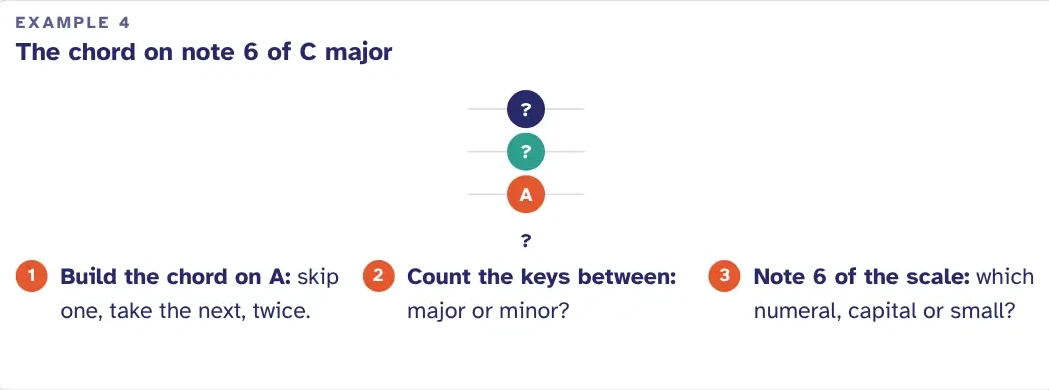 EXAMPLE 4
The chord on note 6 of C major
?
?
A
?
1 Build the chord on A: skip
one, take the next, twice.
2 Count the keys between:
major or minor?
3 Note 6 of the scale: which
numeral, capital or small?